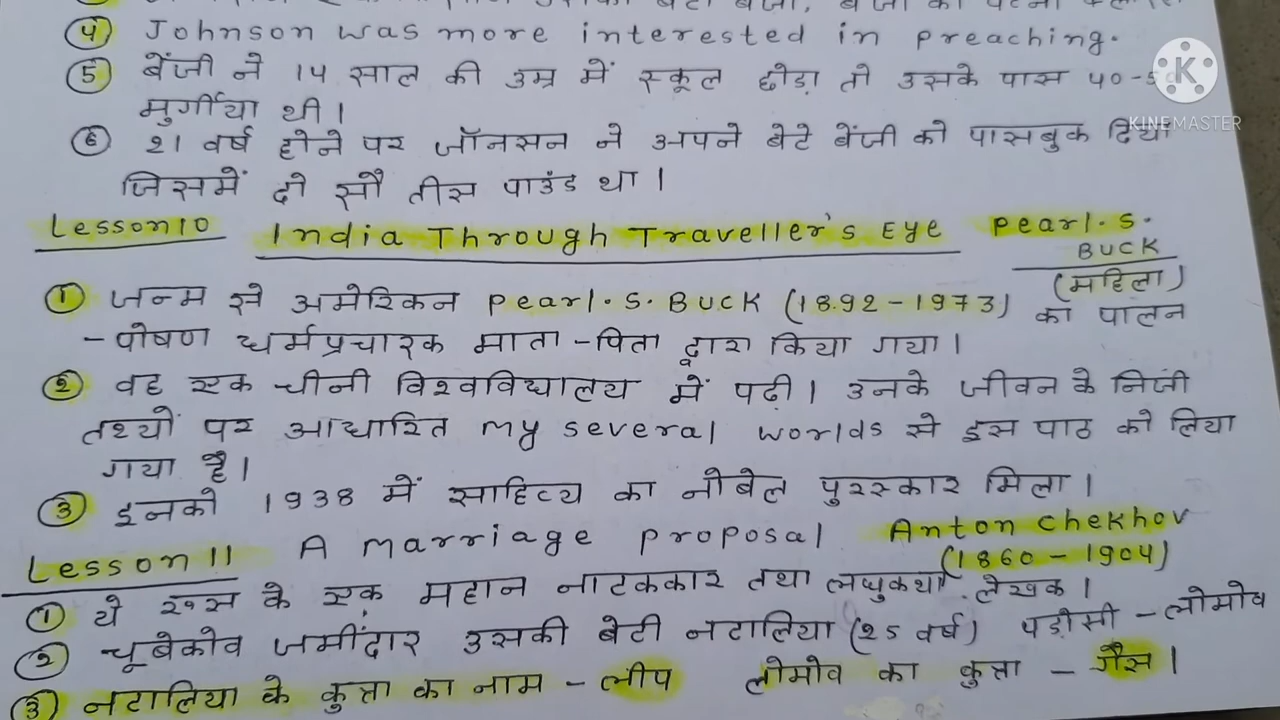 ④ Johnson was more interested in preaching.
⑤ बेंजी ने 14 साल की उम्र में स्कूल छोड़ा तो उसके पास 40-50
मुर्गीया थी।
⑥ 21 वर्ष होने पर जॉनसन ने अपने बेटे बेंजी को पासबुक दिया
जिसमें दो सौ तीस पाउंड था।
Lesson 10 India Through Traveller's Eye Pearl. S.
BUCK
(महिला)
① जन्म से अमेरिकन Pearl. S. BUCK (1892-1973) का पालन
-पोषण धर्मप्रचारक माता-पिता द्वारा किया गया।
② वह एक चीनी विश्वविद्यालय में पढ़ी। उनके जीवन के निजी
तथ्यों पर आधारित my several worlds से इस पाठ को लिया
गया है।
③ इनको 1938 में साहित्य का नोबेल पुरस्कार मिला।
Lesson 11 A Marriage Proposal Anton Chekhov
(1860-1904)
① ये रूस के एक महान नाटककार तथा लघुकथा लेखक।
② चूबेकोव जमींदार उसकी बेटी नटालिया (25 वर्ष) पड़ोसी - लोमोव
③ नटालिया के कुत्ता का नाम - लीप लोमोव का कुत्ता - गैस।
K
KINEMASTER